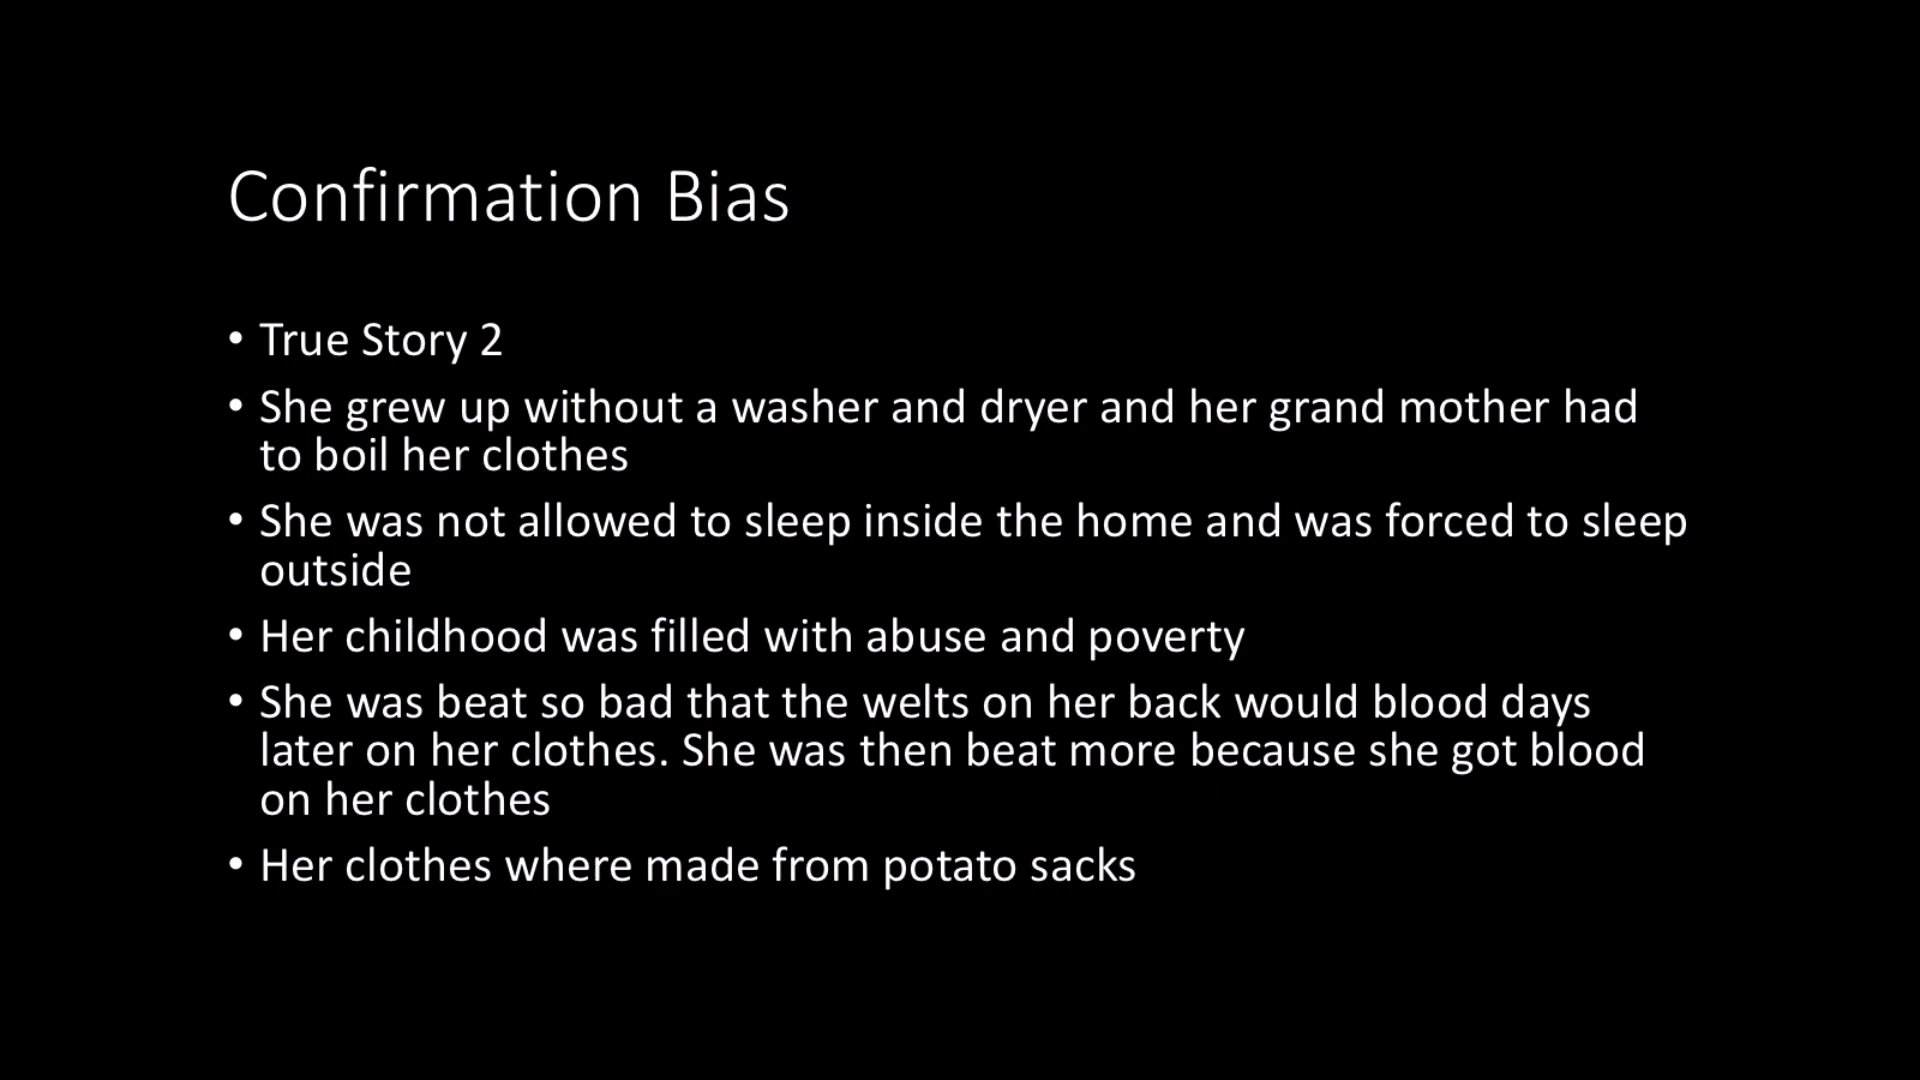 Confirmation Bias
• True Story 2
• She grew up without a washer and dryer and her grand mother had
to boil her clothes
• She was not allowed to sleep inside the home and was forced to sleep
outside
• Her childhood was filled with abuse and poverty
• She was beat so bad that the welts on her back would blood days
later on her clothes. She was then beat more because she got blood
on her clothes
• Her clothes where made from potato sacks